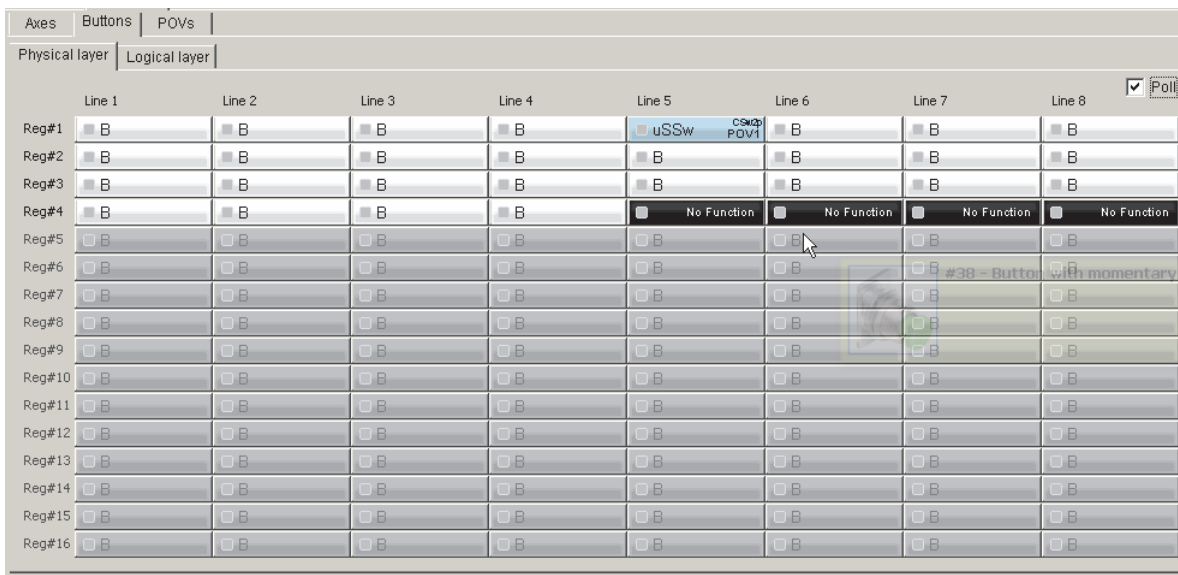 Axes Buttons POVs
Physical layer Logical layer
Poll
Line 1 Line 2 Line 3 Line 4 Line 5 Line 6 Line 7 Line 8
Reg#1 B B B B uSSw CSw2p POV1 B B B
Reg#2 B B B B B B B B
Reg#3 B B B B B B B B
Reg#4 B B B B No Function No Function No Function No Function
Reg#5 B B B B B B B B
Reg#6 B B B B B B B B
#38 - Button with momentary
Reg#7 B B B B B B B B
Reg#8 B B B B B B B B
Reg#9 B B B B B B B B
Reg#10 B B B B B B B B
Reg#11 B B B B B B B B
Reg#12 B B B B B B B B
Reg#13 B B B B B B B B
Reg#14 B B B B B B B B
Reg#15 B B B B B B B B
Reg#16 B B B B B B B B